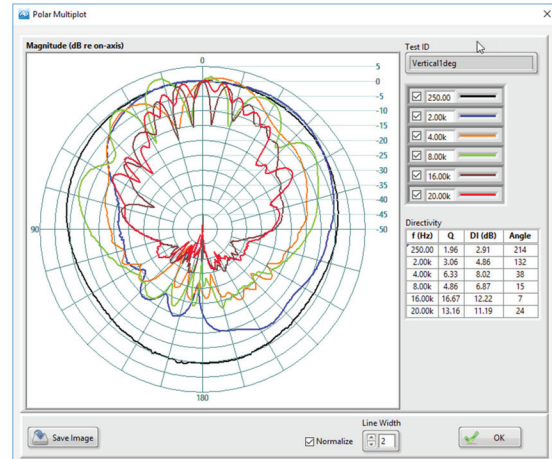 Polar Multiplot
Magnitude (dB re on-axis)
0
5
0
-5
-10
-15
-20
-25
-30
-35
-40
-45
-50
90
180
Test ID
Vertical1deg
250.00
2.00k
4.00k
8.00k
16.00k
20.00k
Directivity
f (Hz) Q DI (dB) Angle
250.00 1.96 2.91 214
2.00k 3.06 4.86 132
4.00k 6.33 8.02 38
8.00k 4.86 6.87 15
16.00k 16.67 12.22 7
20.00k 13.16 11.19 24
Save Image
Normalize
Line Width
2
OK